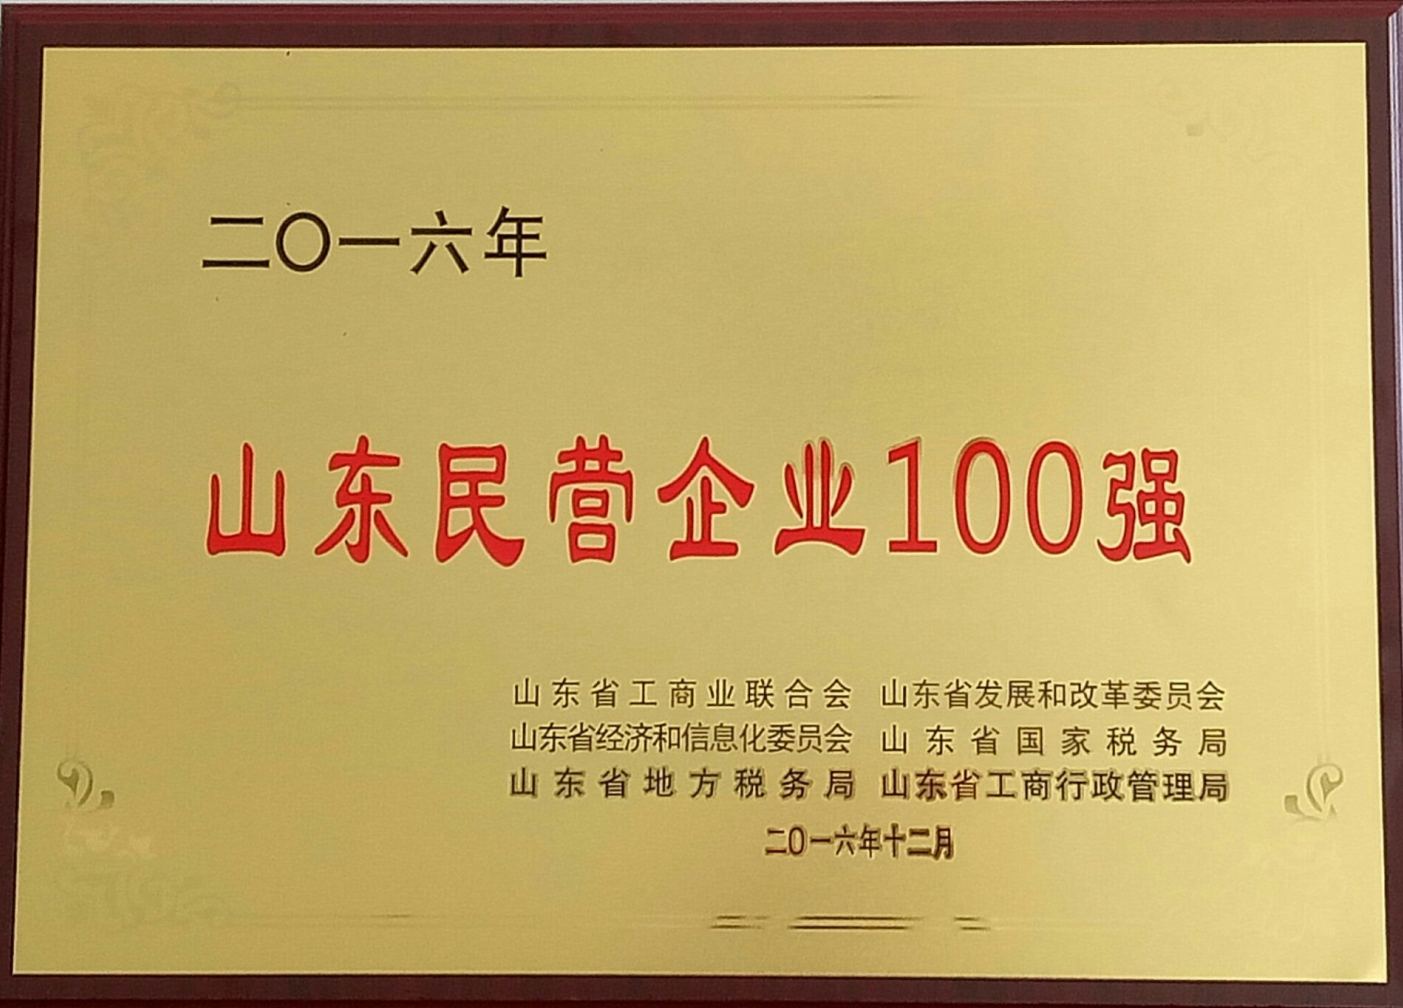 二〇一六年
山东民营企业100强
山东省工商业联合会 山东省发展和改革委员会
山东省经济和信息化委员会 山东省国家税务局
山东省地方税务局 山东省工商行政管理局
二〇一六年十二月